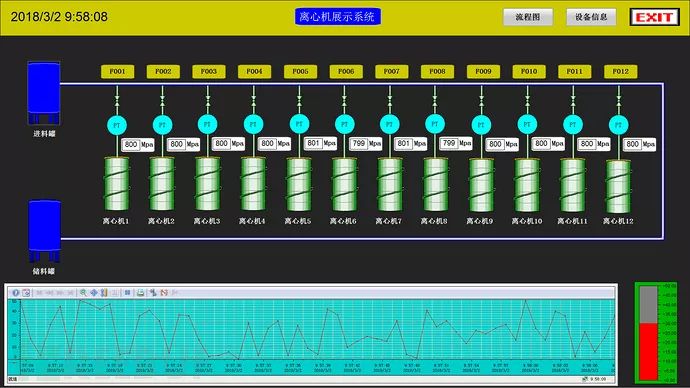 2018/3/2 9:58:08
离心机展示系统
流程图
设备信息
EXIT
F001 F002 F003 F004 F005 F006 F007 F008 F009 F010 F011 F012
进料罐
PT PT PT PT PT PT PT PT PT PT PT PT
800 Mpa 800 Mpa 800 Mpa 800 Mpa 801 Mpa 799 Mpa 801 Mpa 799 Mpa 800 Mpa 800 Mpa 800 Mpa 800 Mpa
离心机1 离心机2 离心机3 离心机4 离心机5 离心机6 离心机7 离心机8 离心机9 离心机10 离心机11 离心机12
储料罐
就绪
9:58:09